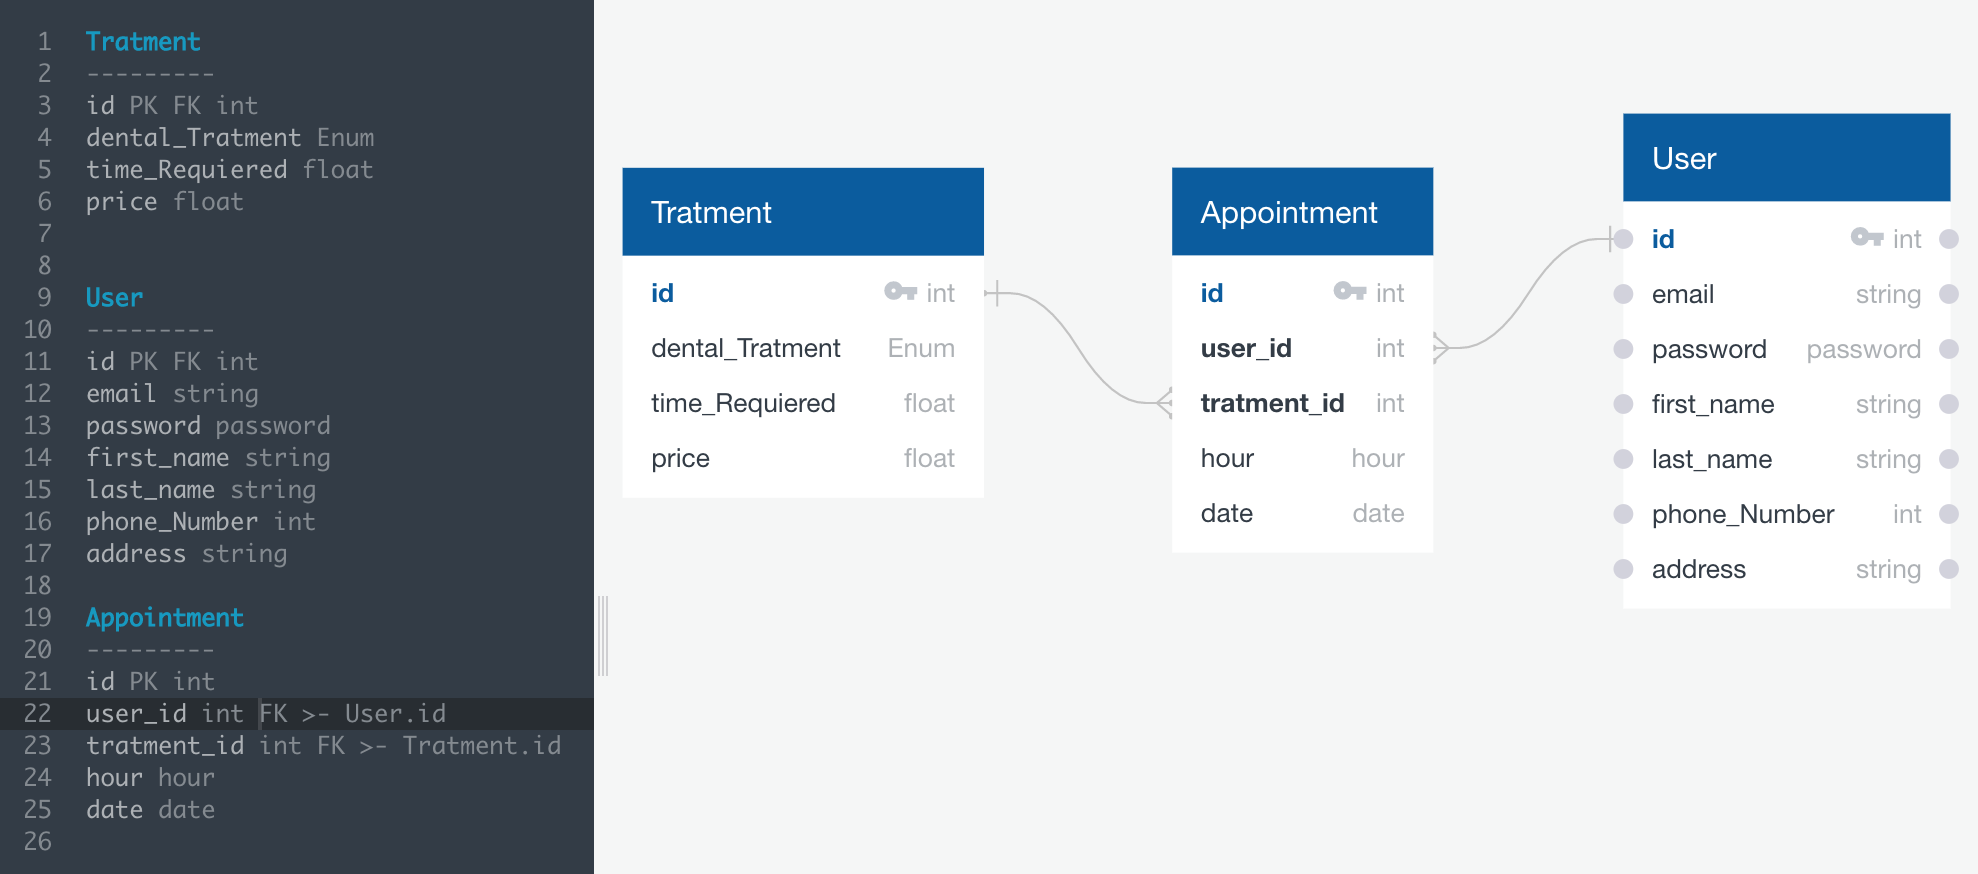 1 Tratment
2 ---------
3 id PK FK int
4 dental_Tratment Enum
5 time_Requiered float
6 price float
7
8
9 User
10 ---------
11 id PK FK int
12 email string
13 password password
14 first_name string
15 last_name string
16 phone_Number int
17 address string
18
19 Appointment
20 ---------
21 id PK int
22 user_id int FK >- User.id
23 tratment_id int FK >- Tratment.id
24 hour hour
25 date date
26
Tratment
id int
dental_Tratment Enum
time_Requiered float
price float
Appointment
id int
user_id int
tratment_id int
hour hour
date date
User
id int
email string
password password
first_name string
last_name string
phone_Number int
address string